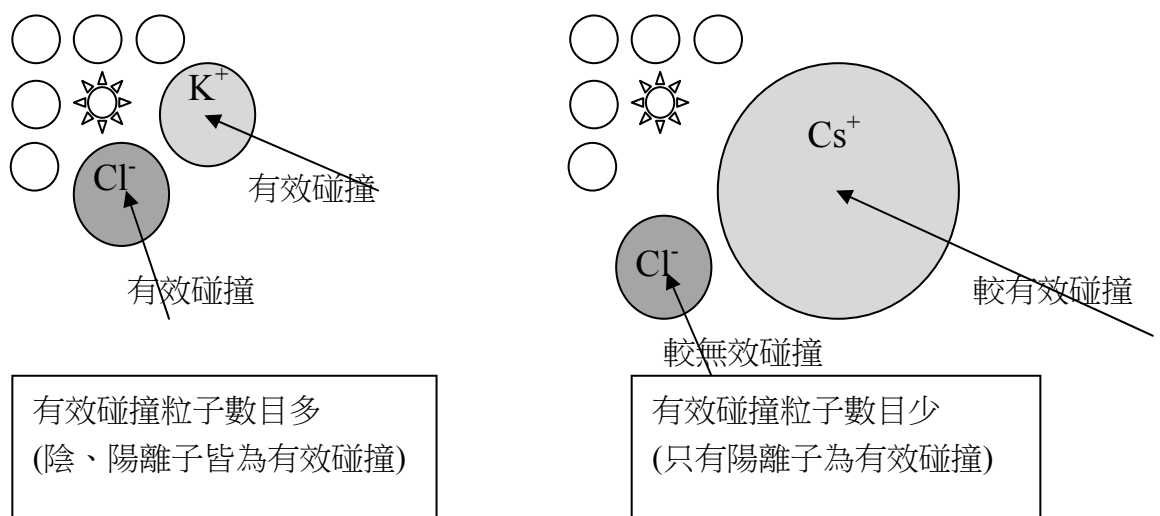 K⁺
Cl⁻
有效碰撞
有效碰撞
有效碰撞粒子數目多
(陰、陽離子皆為有效碰撞)
Cs⁺
Cl⁻
較有效碰撞
較無效碰撞
有效碰撞粒子數目少
(只有陽離子為有效碰撞)